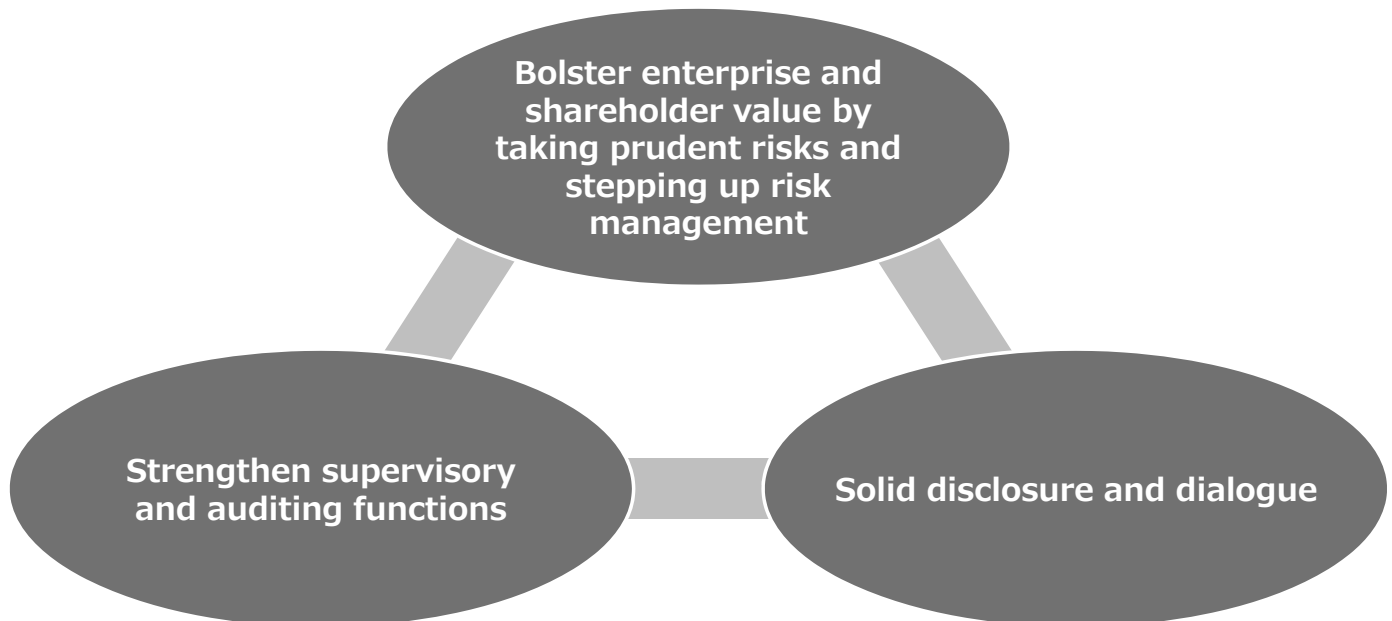 Bolster enterprise and
shareholder value by
taking prudent risks and
stepping up risk
management
Strengthen supervisory
and auditing functions
Solid disclosure and dialogue